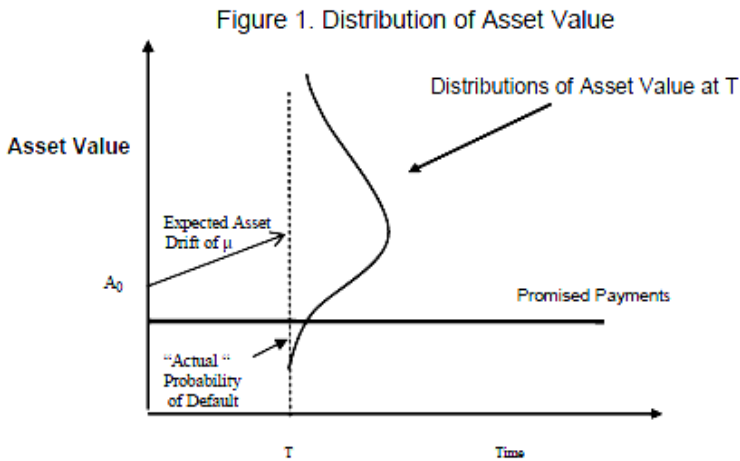 Figure 1. Distribution of Asset Value
Distributions of Asset Value at T
Asset Value
Expected Asset
Drift of μ
A₀
Promised Payments
"Actual "
Probability
of Default
T
Time